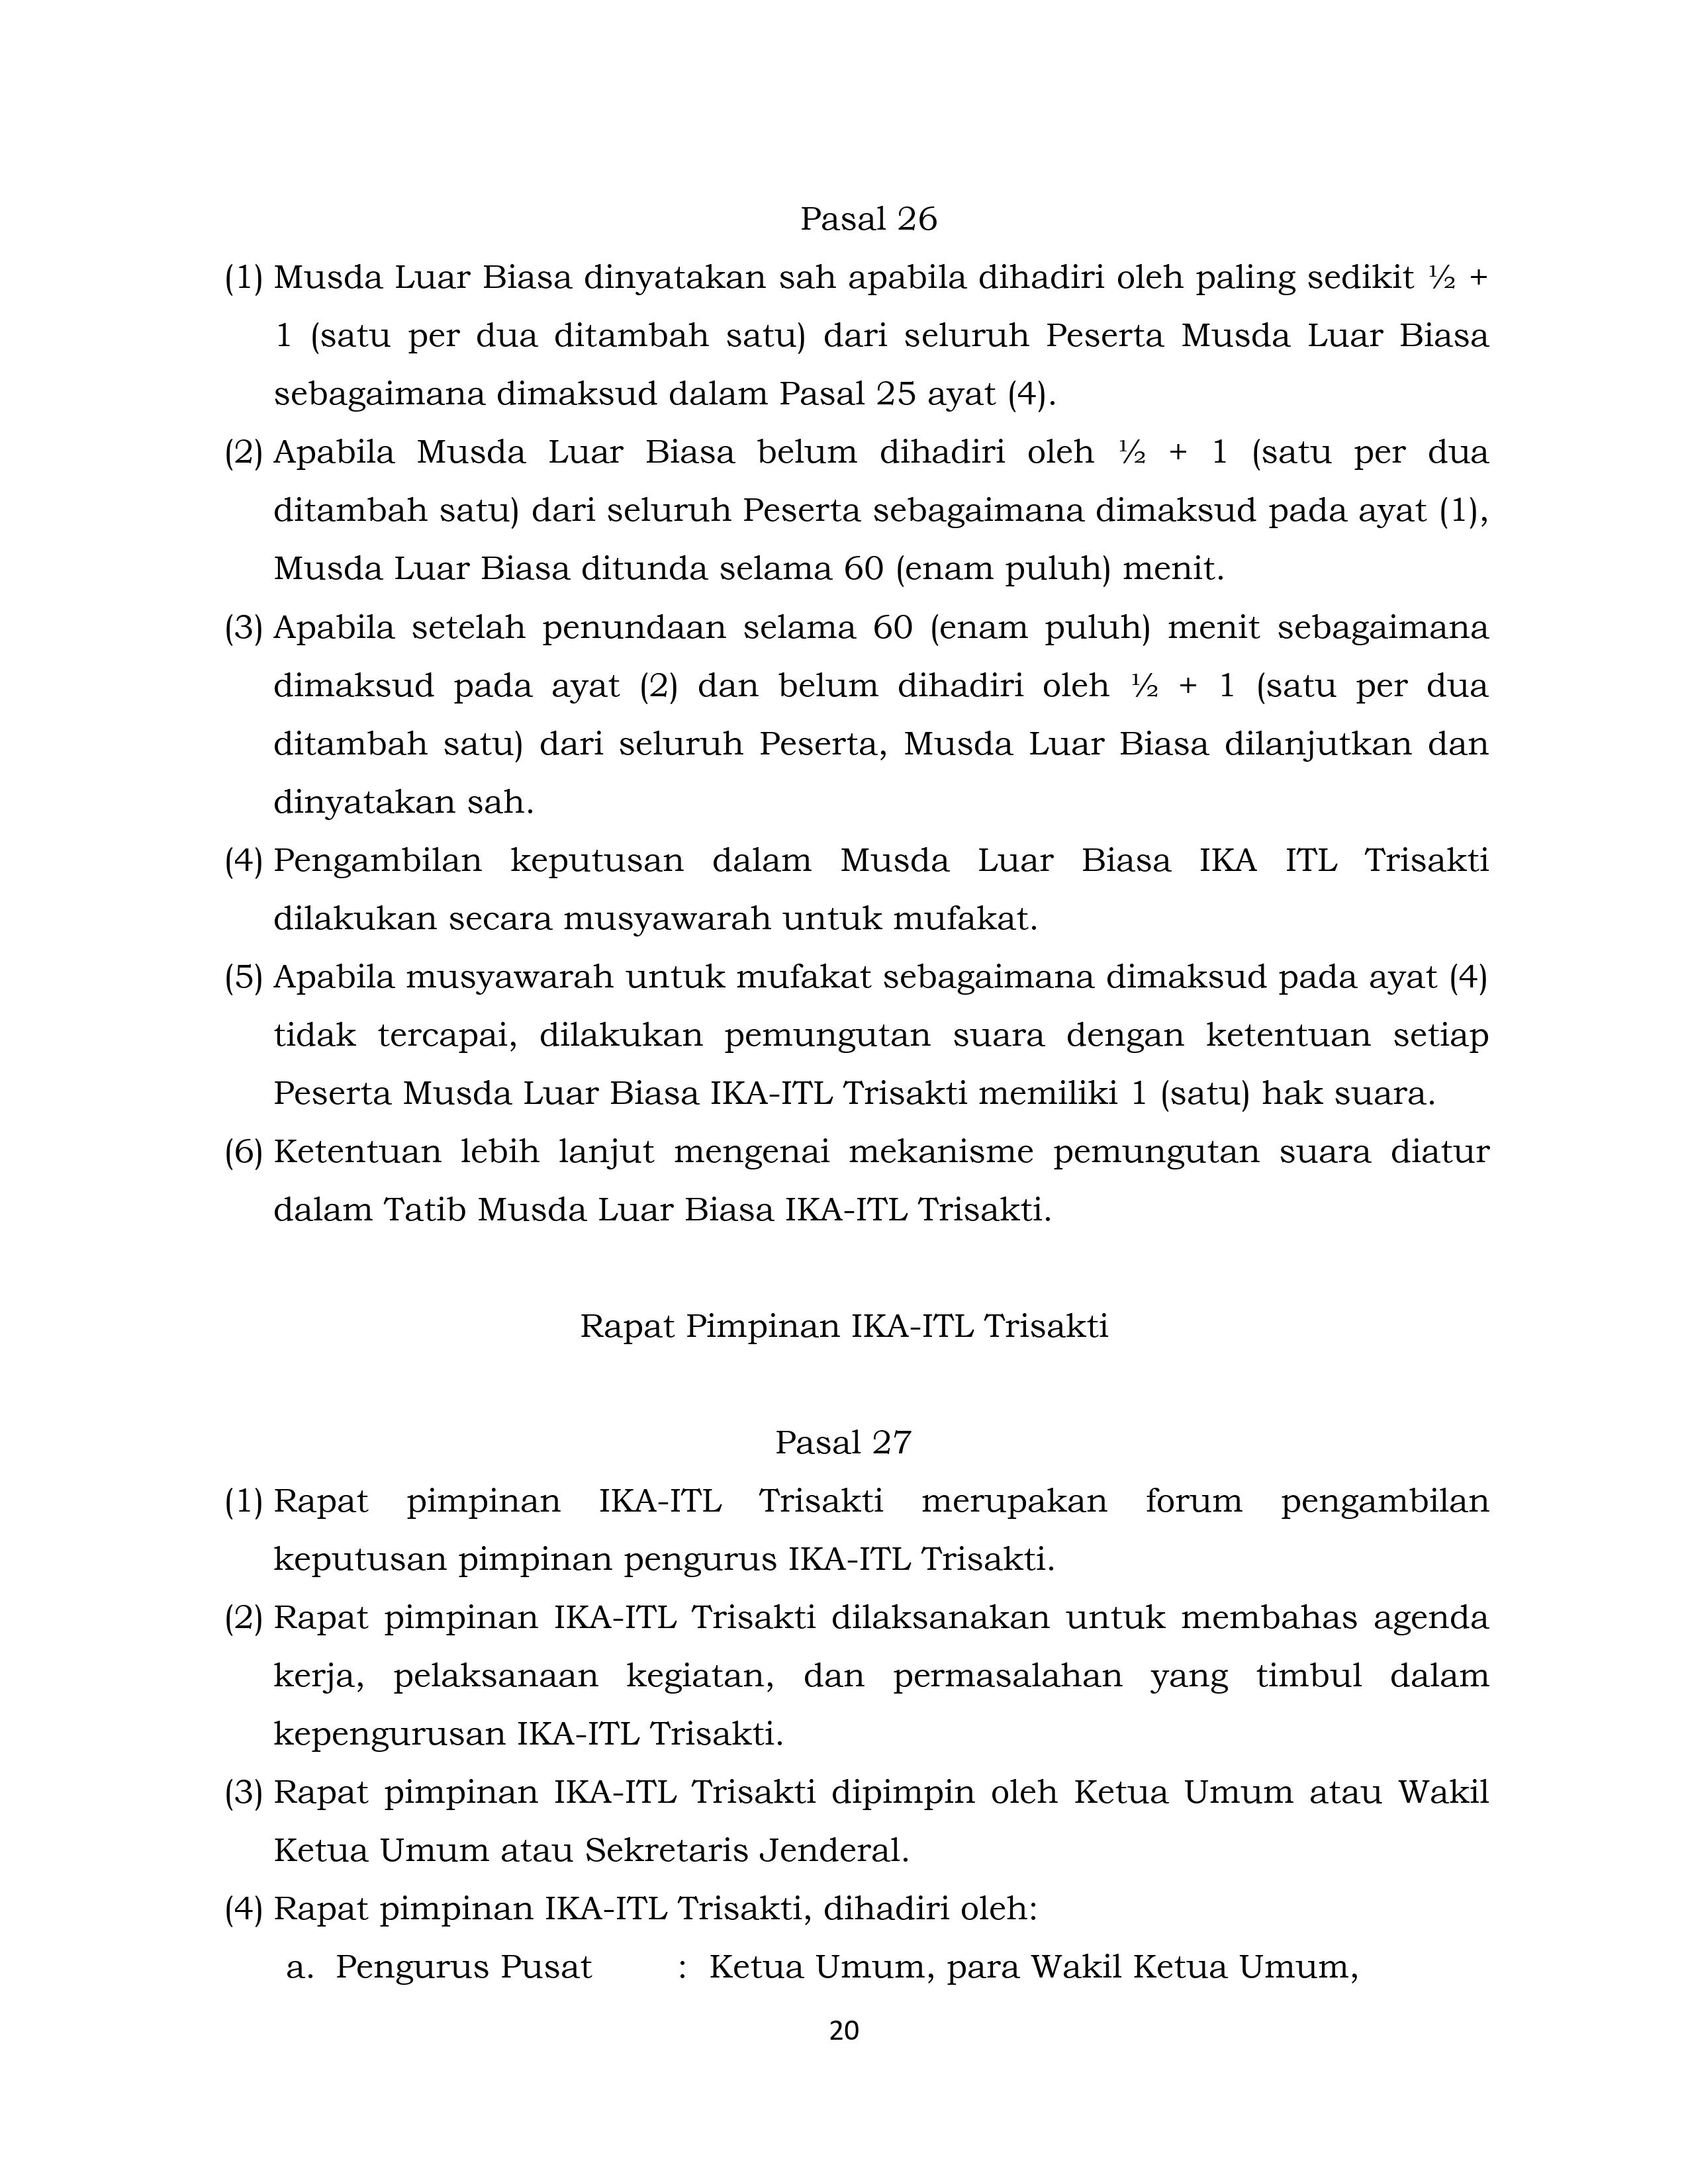 Pasal 26
(1) Musda Luar Biasa dinyatakan sah apabila dihadiri oleh paling sedikit ½ +
1 (satu per dua ditambah satu) dari seluruh Peserta Musda Luar Biasa
sebagaimana dimaksud dalam Pasal 25 ayat (4).
(2) Apabila Musda Luar Biasa belum dihadiri oleh ½ + 1 (satu per dua
ditambah satu) dari seluruh Peserta sebagaimana dimaksud pada ayat (1),
Musda Luar Biasa ditunda selama 60 (enam puluh) menit.
(3) Apabila setelah penundaan selama 60 (enam puluh) menit sebagaimana
dimaksud pada ayat (2) dan belum dihadiri oleh ½ + 1 (satu per dua
ditambah satu) dari seluruh Peserta, Musda Luar Biasa dilanjutkan dan
dinyatakan sah.
(4) Pengambilan keputusan dalam Musda Luar Biasa IKA ITL Trisakti
dilakukan secara musyawarah untuk mufakat.
(5) Apabila musyawarah untuk mufakat sebagaimana dimaksud pada ayat (4)
tidak tercapai, dilakukan pemungutan suara dengan ketentuan setiap
Peserta Musda Luar Biasa IKA-ITL Trisakti memiliki 1 (satu) hak suara.
(6) Ketentuan lebih lanjut mengenai mekanisme pemungutan suara diatur
dalam Tatib Musda Luar Biasa IKA-ITL Trisakti.
Rapat Pimpinan IKA-ITL Trisakti
Pasal 27
(1) Rapat pimpinan IKA-ITL Trisakti merupakan forum pengambilan
keputusan pimpinan pengurus IKA-ITL Trisakti.
(2) Rapat pimpinan IKA-ITL Trisakti dilaksanakan untuk membahas agenda
kerja, pelaksanaan kegiatan, dan permasalahan yang timbul dalam
kepengurusan IKA-ITL Trisakti.
(3) Rapat pimpinan IKA-ITL Trisakti dipimpin oleh Ketua Umum atau Wakil
Ketua Umum atau Sekretaris Jenderal.
(4) Rapat pimpinan IKA-ITL Trisakti, dihadiri oleh:
a. Pengurus Pusat : Ketua Umum, para Wakil Ketua Umum,
20